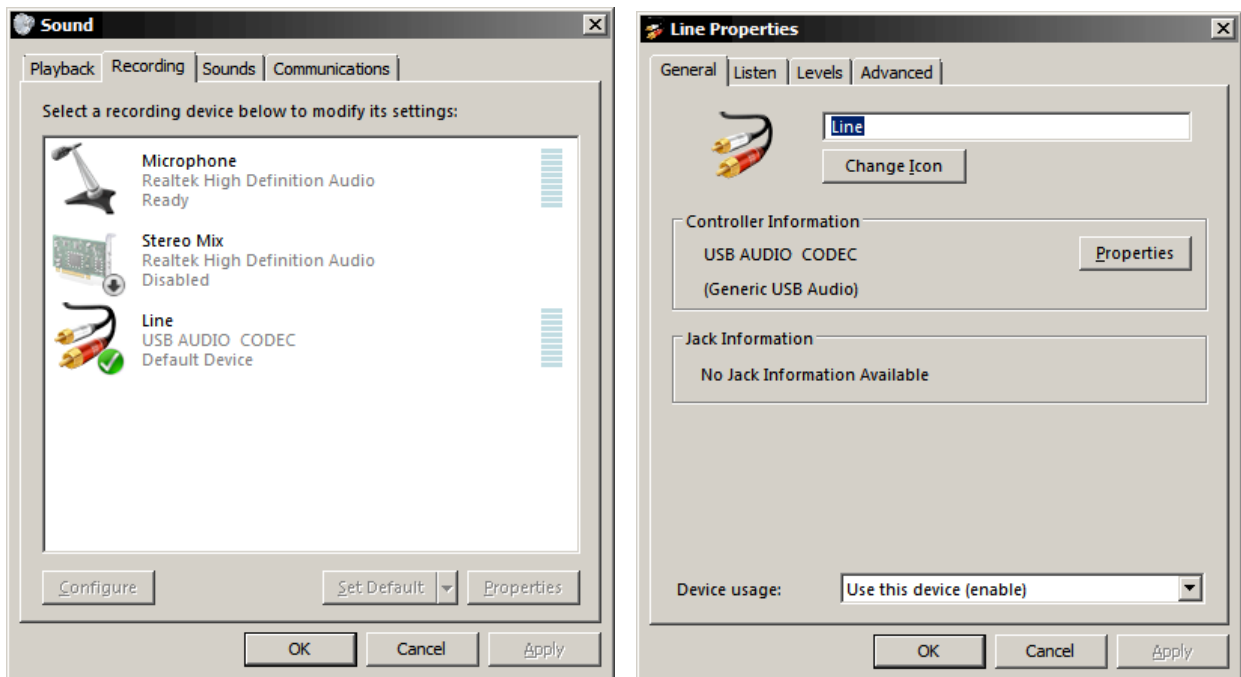 Sound
Playback Recording Sounds Communications
Select a recording device below to modify its settings:
Microphone
Realtek High Definition Audio
Ready
Stereo Mix
Realtek High Definition Audio
Disabled
Line
USB AUDIO  CODEC
Default Device
Configure Set Default Properties
OK Cancel Apply
Line Properties
General Listen Levels Advanced
Line
Change Icon
Controller Information
USB AUDIO  CODEC Properties
(Generic USB Audio)
Jack Information
No Jack Information Available
Device usage: Use this device (enable)
OK Cancel Apply